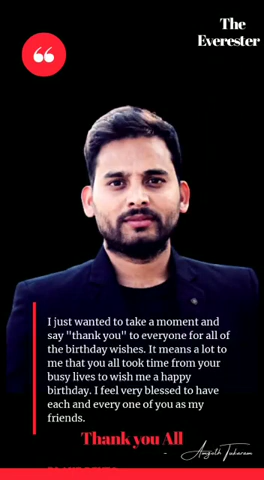 The
Everester
I just wanted to take a moment and
say "thank you" to everyone for all of
the birthday wishes. It means a lot to
me that you all took time from your
busy lives to wish me a happy
birthday. I feel very blessed to have
each and every one of you as my
friends.
Thank you All